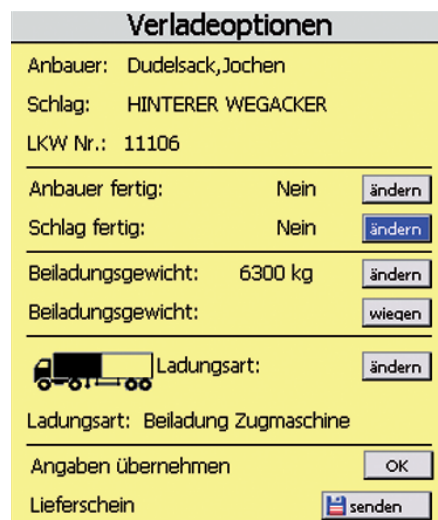 Verladeoptionen
Anbauer: Dudelsack,Jochen
Schlag: HINTERER WEGACKER
LKW Nr.: 11106
Anbauer fertig: Nein ändern
Schlag fertig: Nein ändern
Beiladungsgewicht: 6300 kg ändern
Beiladungsgewicht: wiegen
Ladungsart: ändern
Ladungsart: Beiladung Zugmaschine
Angaben übernehmen OK
Lieferschein senden